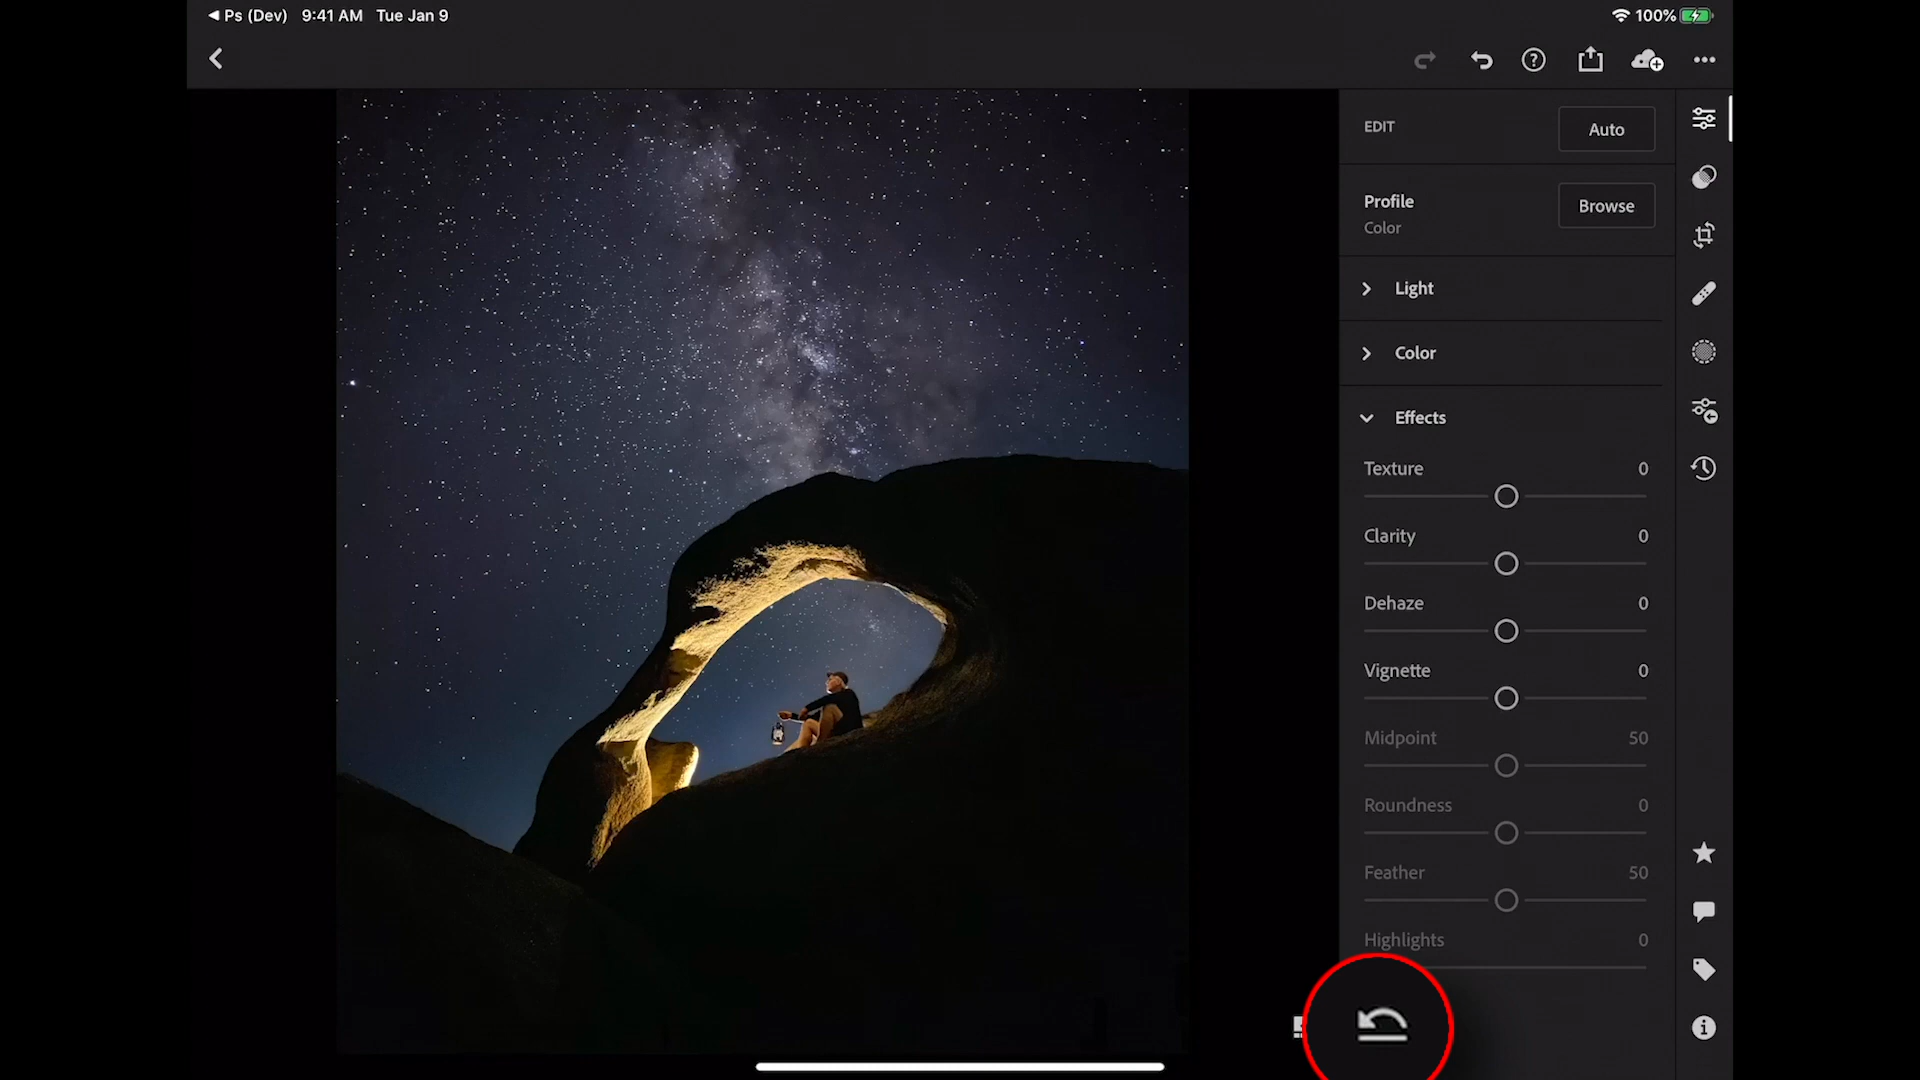 Ps (Dev) 9:41 AM Tue Jan 9 100%
EDIT Auto
Profile
Color
Browse
Light
Color
Effects
Texture 0
Clarity 0
Dehaze 0
Vignette 0
Midpoint 50
Roundness 0
Feather 50
Highlights 0